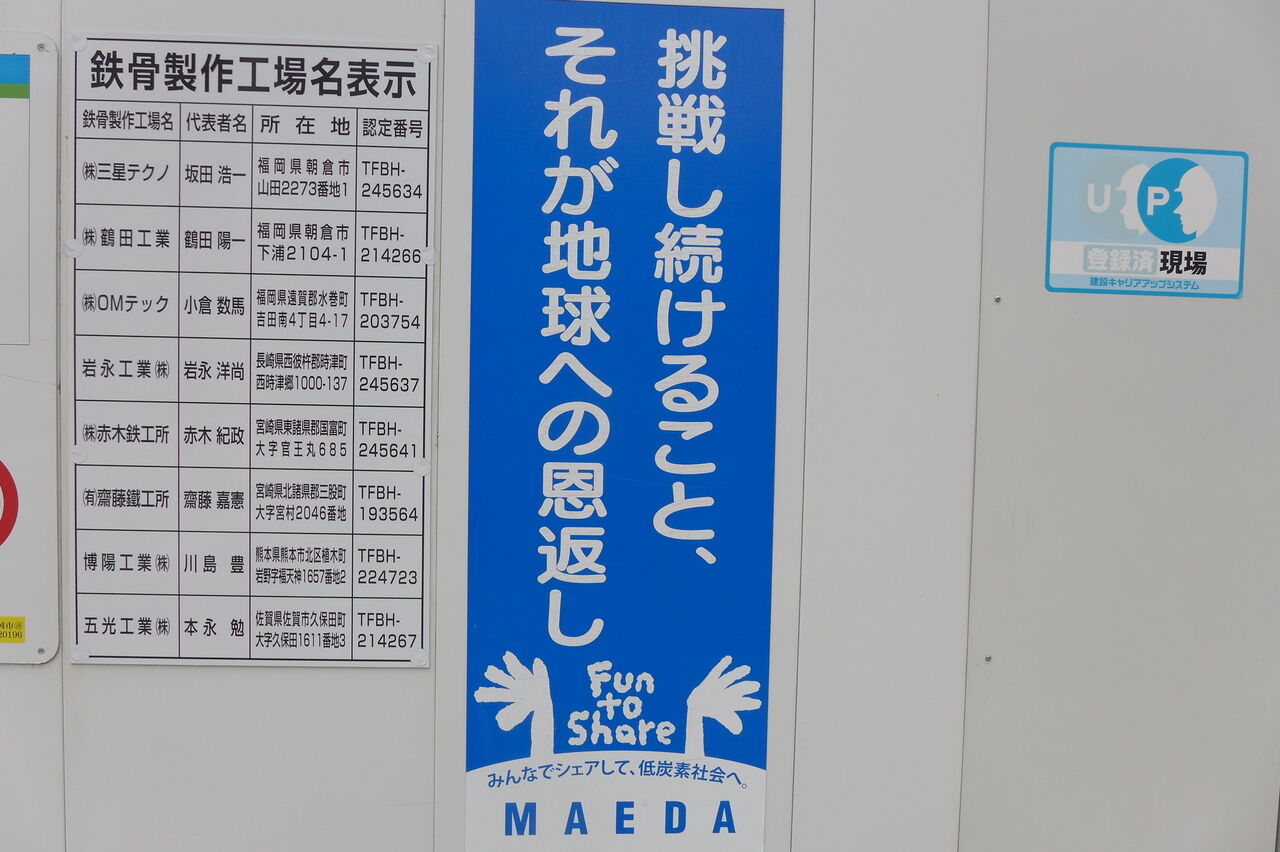 鉄骨製作工場名表示
鉄骨製作工場名 代表者名 所在地 認定番号
㈱三星テクノ 坂田 浩一 福岡県朝倉市 TFBH-
山田2273番地1 245634
㈱鶴田工業 鶴田 陽一 福岡県朝倉市 TFBH-
下浦2104-1 214266
㈱OMテック 小倉 数馬 福岡県遠賀郡水巻町 TFBH-
吉田南4丁目4-17 203754
岩永工業㈱ 岩永 洋尚 長崎県西彼杵郡時津町 TFBH-
西時津郷1000-137 245637
㈱赤木鉄工所 赤木 紀政 宮崎県東諸県郡国富町 TFBH-
大字宮王丸685 245641
㈲齋藤鐵工所 齋藤 嘉憲 宮崎県北諸県郡三股町 TFBH-
大字宮村2046番地 193564
博陽工業㈱ 川島 豊 熊本県熊本市北区植木町 TFBH-
岩野字福天神1657番地2 224723
五光工業㈱ 本永 勉 佐賀県佐賀市久保田町 TFBH-
大字久保田1611番地3 214267
挑戦し続けること、
それが地球への恩返し
Fun
to
Share
みんなでシェアして、低炭素社会へ。
MAEDA
UP
登録済 現場
建設キャリアアップシステム
20196